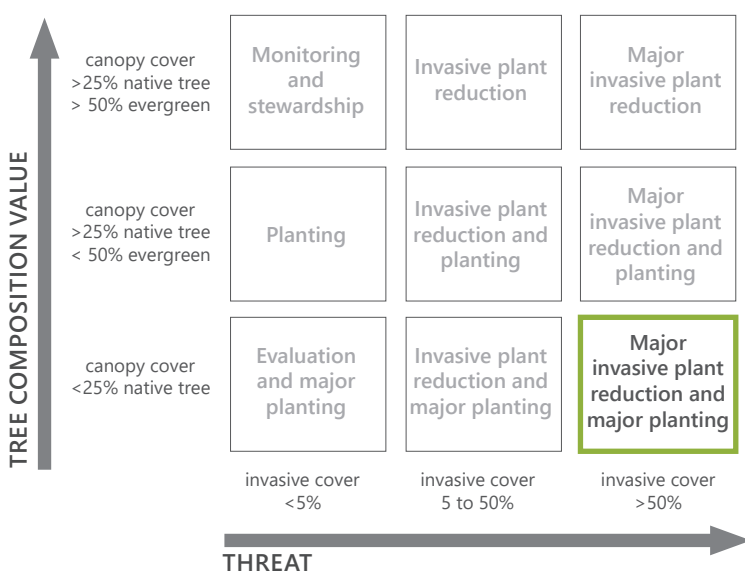 TREE COMPOSITION VALUE
canopy cover
>25% native tree
> 50% evergreen
Monitoring
and
stewardship
Invasive plant
reduction
Major
invasive plant
reduction
canopy cover
>25% native tree
< 50% evergreen
Planting
Invasive plant
reduction and
planting
Major
invasive plant
reduction and
planting
canopy cover
<25% native tree
Evaluation
and major
planting
Invasive plant
reduction and
major planting
Major
invasive plant
reduction and
major planting
invasive cover
<5%
invasive cover
5 to 50%
invasive cover
>50%
THREAT